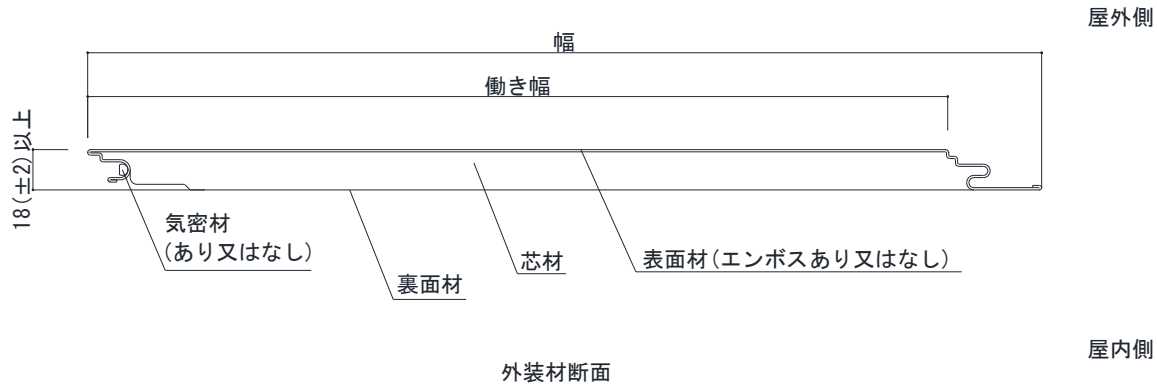 屋外側
幅
働き幅
18(±2)以上
気密材
(あり又はなし)
裏面材
芯材
表面材(エンボスあり又はなし)
屋内側
外装材断面